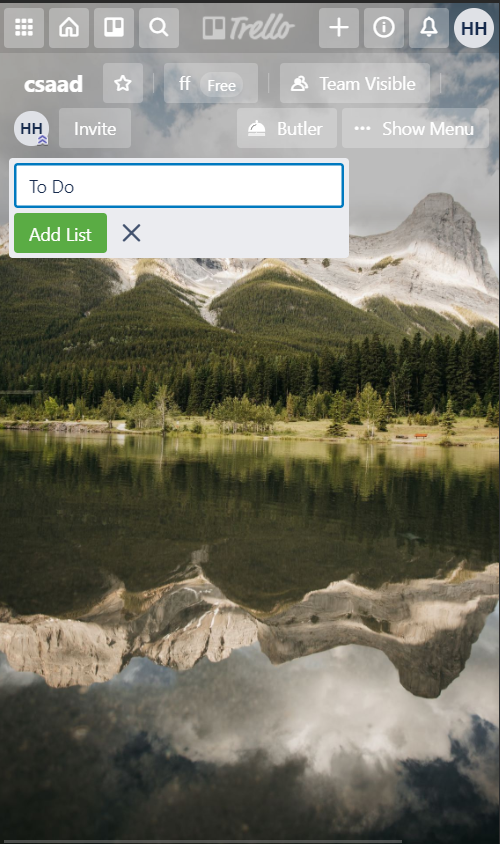 Trello HH
csaad ff Free Team Visible
HH Invite Butler ··· Show Menu
To Do
Add List